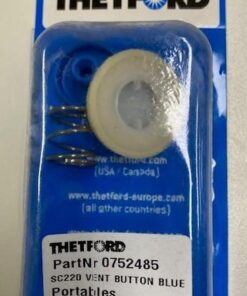 THETFORD
www.thetford.com
(USA / Canada)
www.thetford-europe.com
(all other countries)
THETFORD
PartNr 0752485
SC220 VENT BUTTON BLUE
Portables